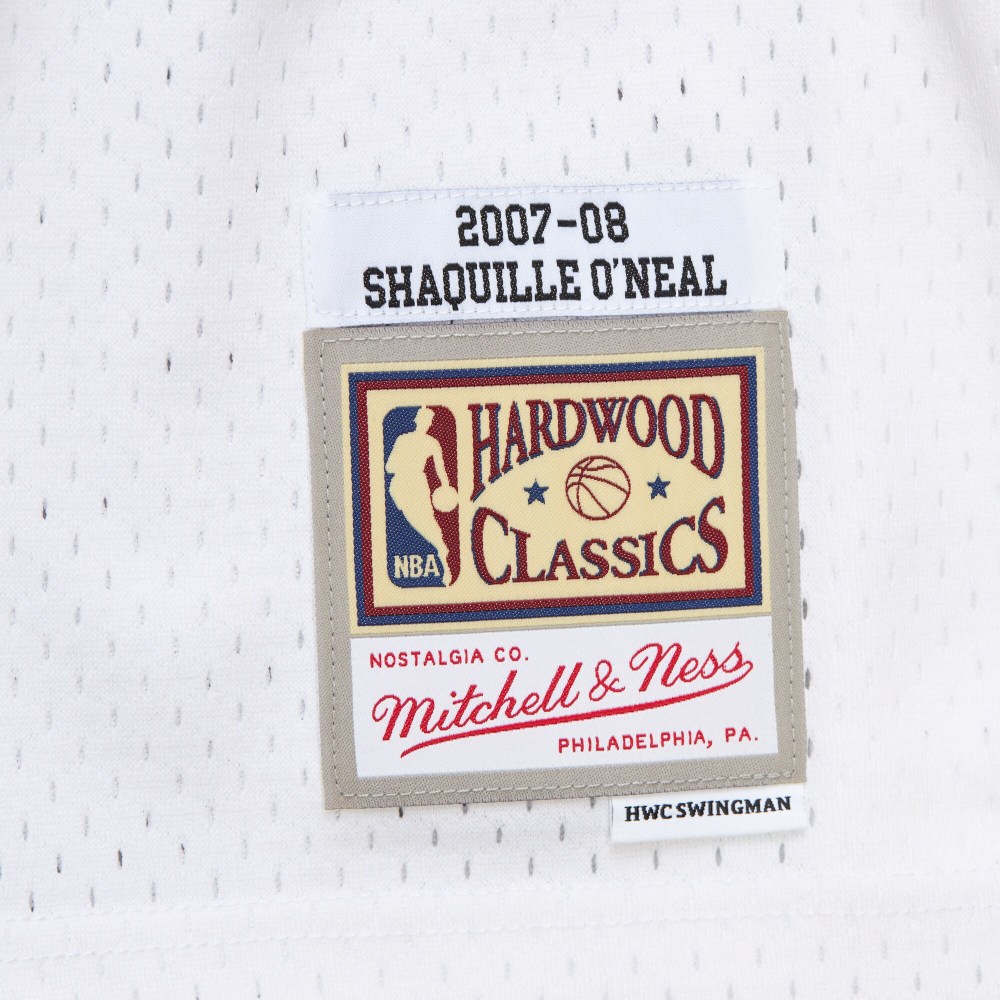 2007-08
SHAQUILLE O'NEAL
HARDWOOD
CLASSICS
NBA
NOSTALGIA CO.
Mitchell & Ness
PHILADELPHIA, PA.
HWC SWINGMAN